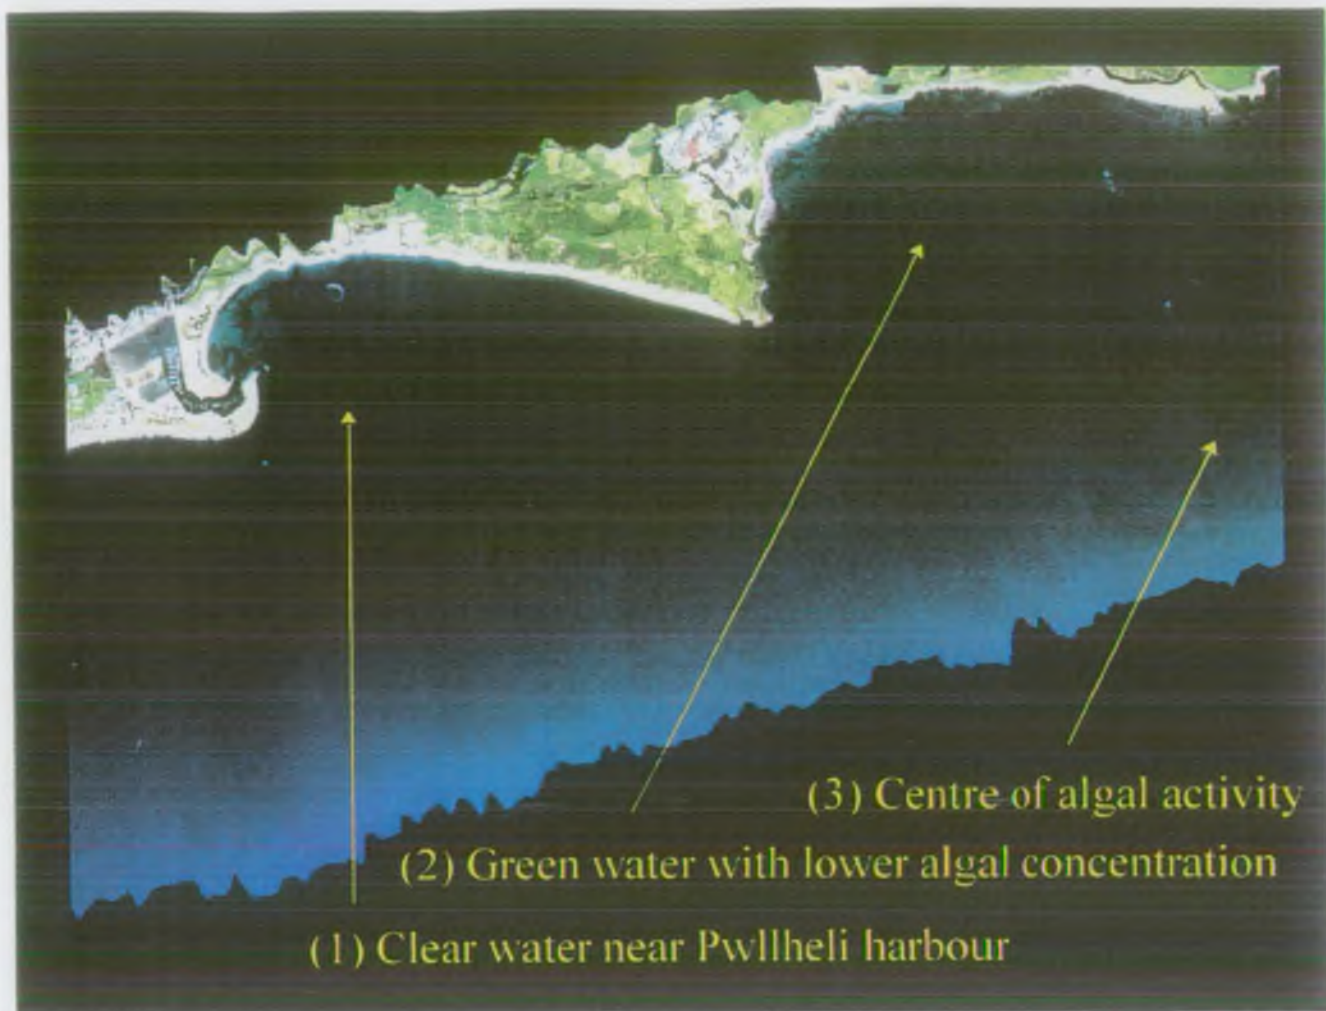 (3) Centre of algal activity
(2) Green water with lower algal concentration
(1) Clear water near Pwllheli harbour